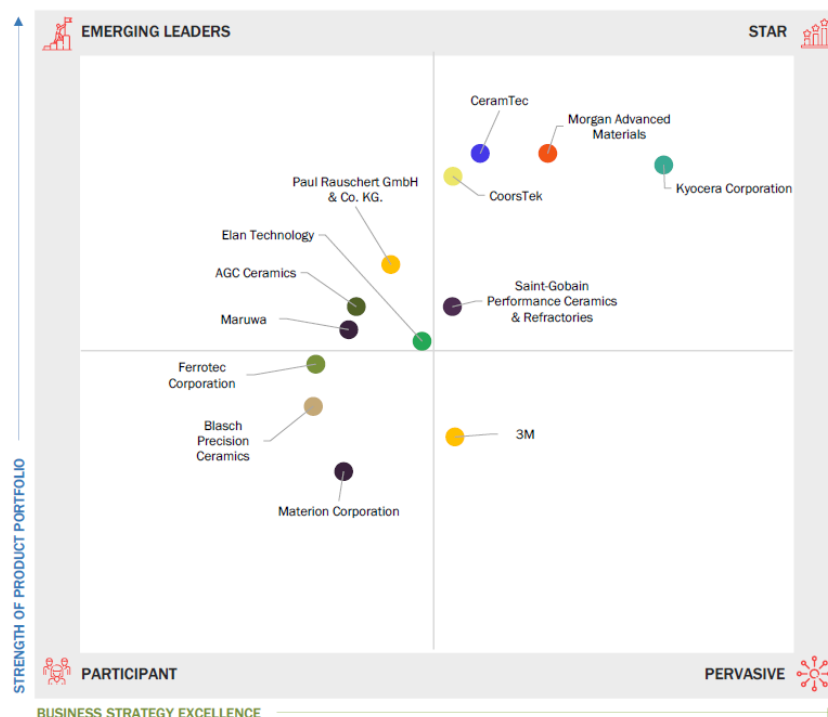 EMERGING LEADERS
STAR
CeramTec
Morgan Advanced
Materials
Paul Rauschert GmbH
& Co. KG.
CoorsTek
Kyocera Corporation
Elan Technology
AGC Ceramics
Saint-Gobain
Performance Ceramics
& Refractories
Maruwa
Ferrotec
Corporation
Blasch
Precision
Ceramics
3M
Materion Corporation
STRENGTH OF PRODUCT PORTFOLIO
PARTICIPANT
PERVASIVE
BUSINESS STRATEGY EXCELLENCE